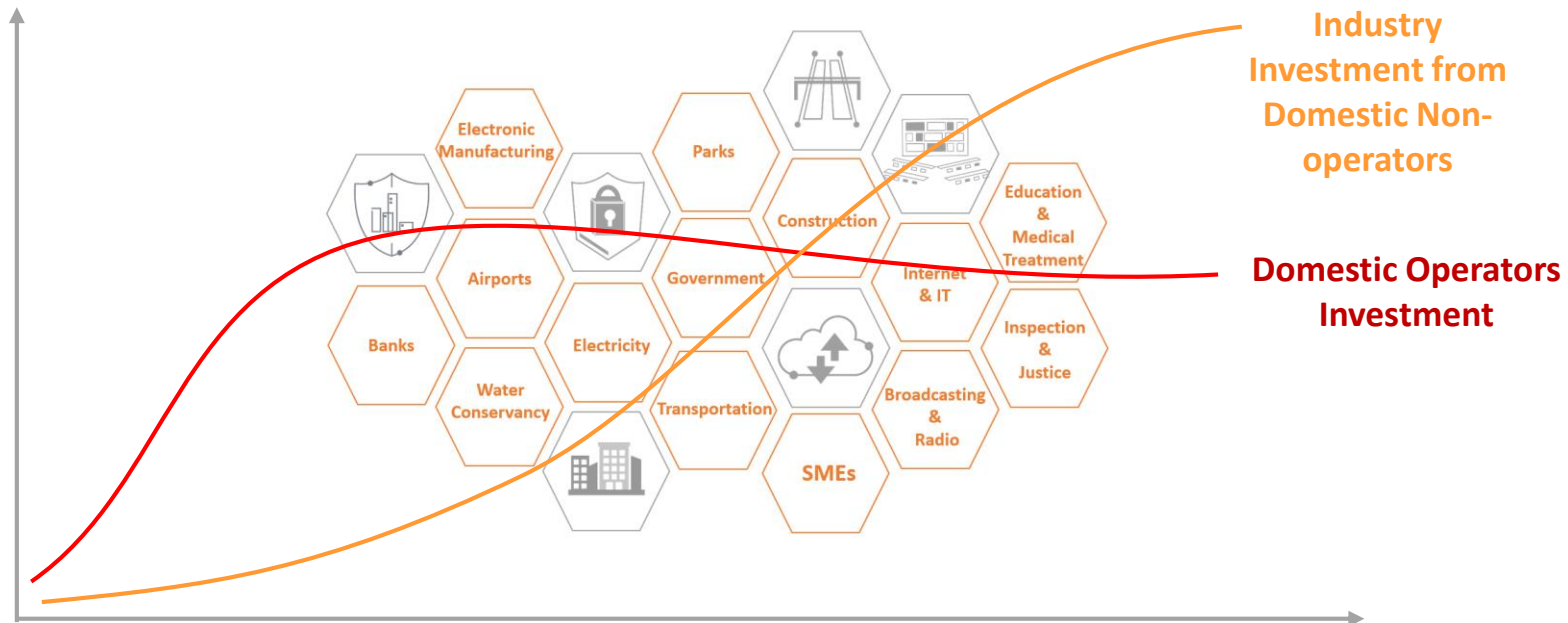 Industry
Investment from
Domestic Non-
operators
Electronic
Manufacturing
Parks
Education
&
Medical
Treatment
Construction
Airports
Government
Internet
& IT
Domestic Operators
Investment
Banks
Electricity
Inspection
&
Justice
Water
Conservancy
Transportation
Broadcasting
&
Radio
SMEs